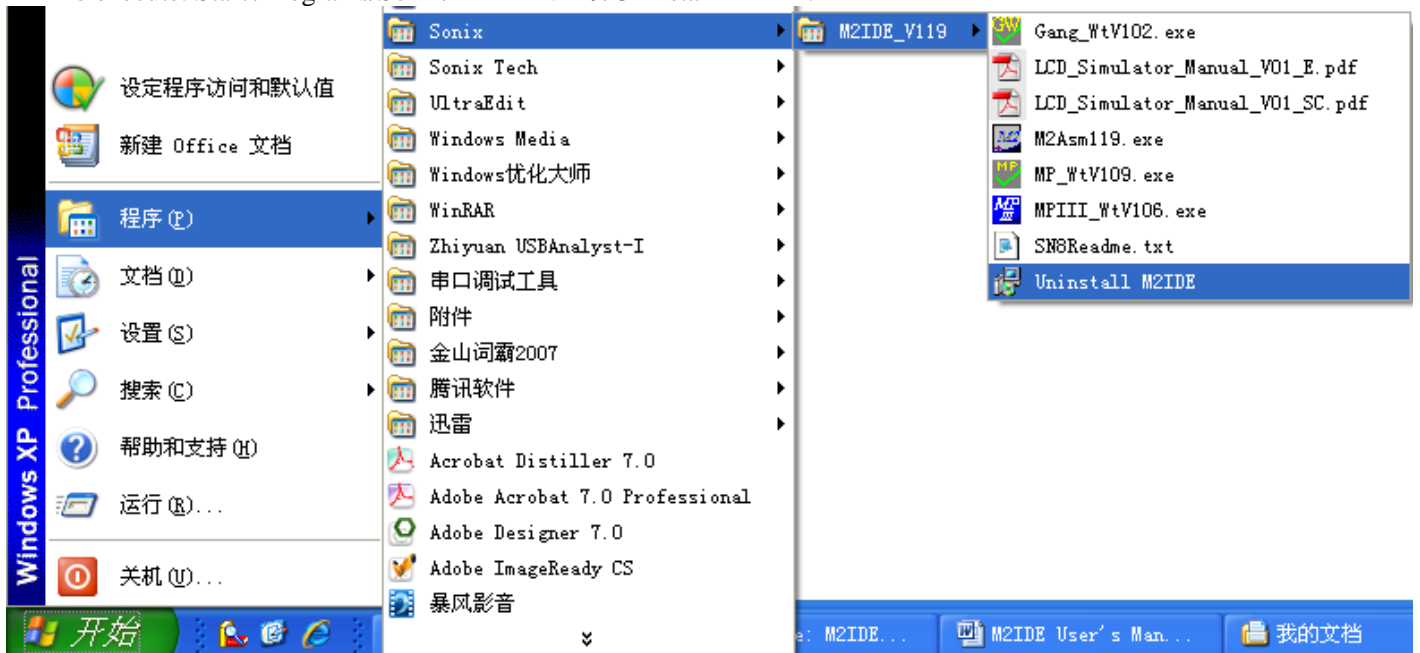 Windows XP Professional
设定程序访问和默认值
新建 Office 文档
程序(P)
文档(D)
设置(S)
搜索(C)
帮助和支持(H)
运行(R)...
关机(U)...
Sonix
Sonix Tech
UltraEdit
Windows Media
Windows优化大师
WinRAR
Zhiyuan USBAnalyst-I
串口调试工具
附件
金山词霸2007
腾讯软件
迅雷
Acrobat Distiller 7.0
Adobe Acrobat 7.0 Professional
Adobe Designer 7.0
Adobe ImageReady CS
暴风影音
M2IDE_V119
Gang_WtV102.exe
LCD_Simulator_Manual_V01_E.pdf
LCD_Simulator_Manual_V01_SC.pdf
M2Asm119.exe
MP_WtV109.exe
MPIII_WtV106.exe
SN8Readme.txt
Uninstall M2IDE
开始
e: M2IDE...
M2IDE User's Man...
我的文档